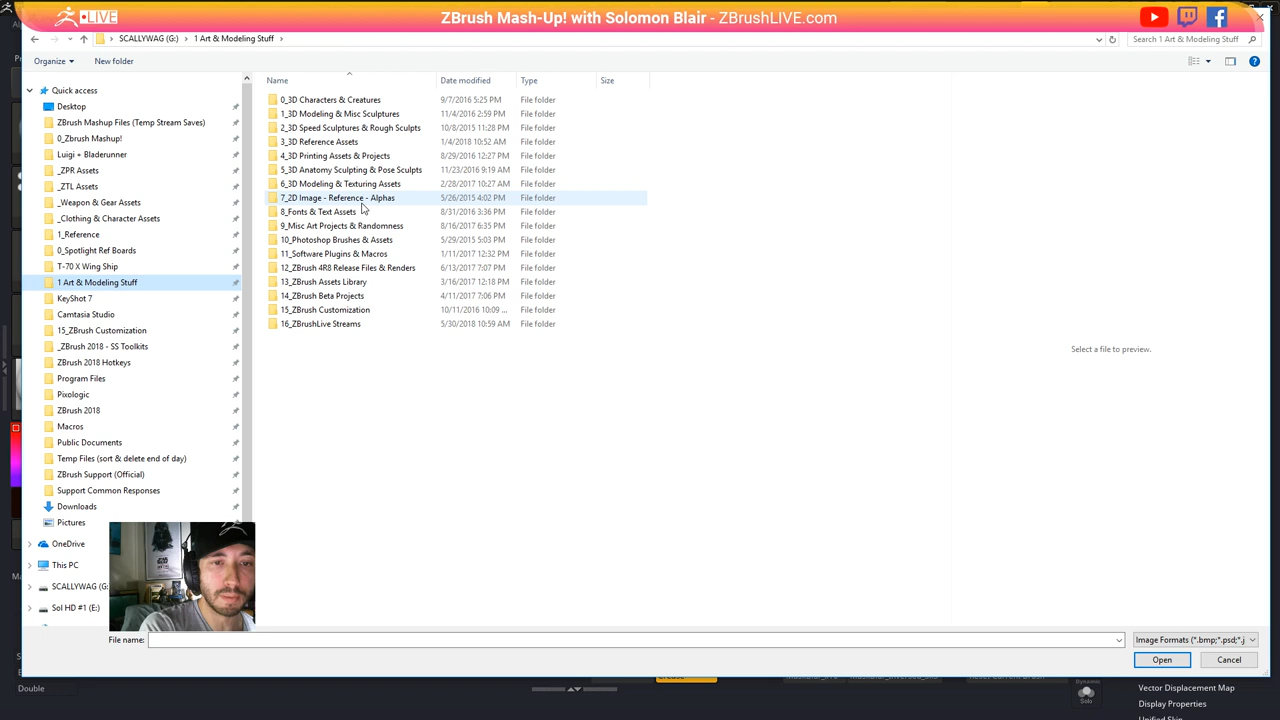 LIVE
ZBrush Mash-Up! with Solomon Blair - ZBrushLIVE.com
SCALLYWAG (G:) › 1 Art & Modeling Stuff ›
Search 1 Art & Modeling Stuff
Organize
New folder
Name
Date modified
Type
Size
Quick access
Desktop
ZBrush Mashup Files (Temp Stream Saves)
0_Zbrush Mashup!
Luigi + Bladerunner
_ZPR Assets
_ZTL Assets
_Weapon & Gear Assets
_Clothing & Character Assets
1_Reference
0_Spotlight Ref Boards
T-70 X Wing Ship
1 Art & Modeling Stuff
KeyShot 7
Camtasia Studio
15_ZBrush Customization
_ZBrush 2018 - SS Toolkits
ZBrush 2018 Hotkeys
Program Files
Pixologic
ZBrush 2018
Macros
Public Documents
Temp Files (sort & delete end of day)
ZBrush Support (Official)
Support Common Responses
Downloads
Pictures
OneDrive
This PC
SCALLYWAG (G:
Sol HD #1 (E:)
0_3D Characters & Creatures 9/7/2016 5:25 PM File folder
1_3D Modeling & Misc Sculptures 11/4/2016 2:59 PM File folder
2_3D Speed Sculptures & Rough Sculpts 10/8/2015 11:28 PM File folder
3_3D Reference Assets 1/4/2018 10:52 AM File folder
4_3D Printing Assets & Projects 8/29/2016 12:27 PM File folder
5_3D Anatomy Sculpting & Pose Sculpts 11/23/2016 9:19 AM File folder
6_3D Modeling & Texturing Assets 2/28/2017 10:27 AM File folder
7_2D Image - Reference - Alphas 5/26/2015 4:02 PM File folder
8_Fonts & Text Assets 8/31/2016 3:36 PM File folder
9_Misc Art Projects & Randomness 8/16/2017 6:35 PM File folder
10_Photoshop Brushes & Assets 5/29/2015 5:03 PM File folder
11_Software Plugins & Macros 1/11/2017 12:32 PM File folder
12_ZBrush 4R8 Release Files & Renders 6/13/2017 7:07 PM File folder
13_ZBrush Assets Library 3/16/2017 12:18 PM File folder
14_ZBrush Beta Projects 4/11/2017 7:06 PM File folder
15_ZBrush Customization 10/11/2016 10:09 ... File folder
16_ZBrushLive Streams 5/30/2018 10:59 AM File folder
Select a file to preview.
STAR WARS
File name:
Image Formats (*.bmp;*.psd;*.j
Open
Cancel
Double
Dynamic
Solo
Vector Displacement Map
Display Properties